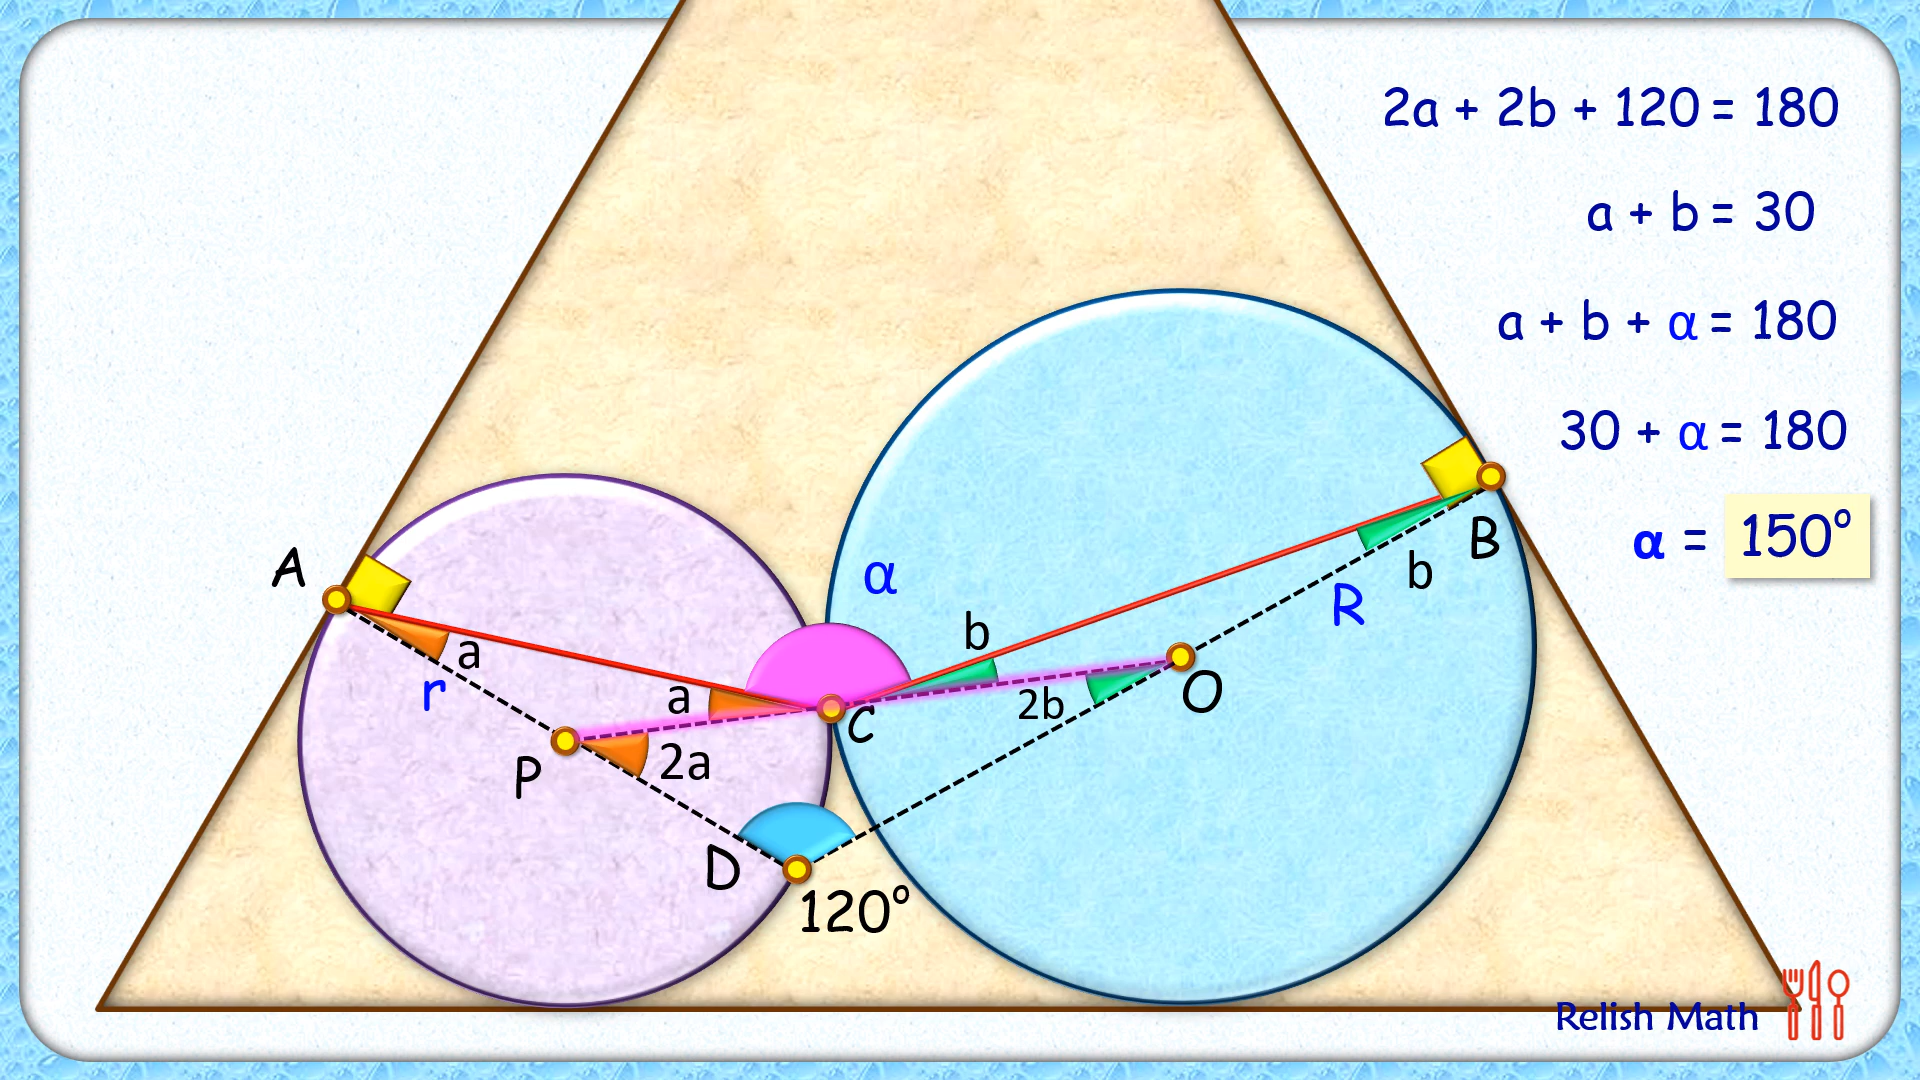 2a + 2b + 120 = 180
a + b = 30
a + b + α = 180
30 + α = 180
α = 150°
A
B
α
b
b
R
a
r
a
C
2b
O
P
2a
D
120°
Relish Math